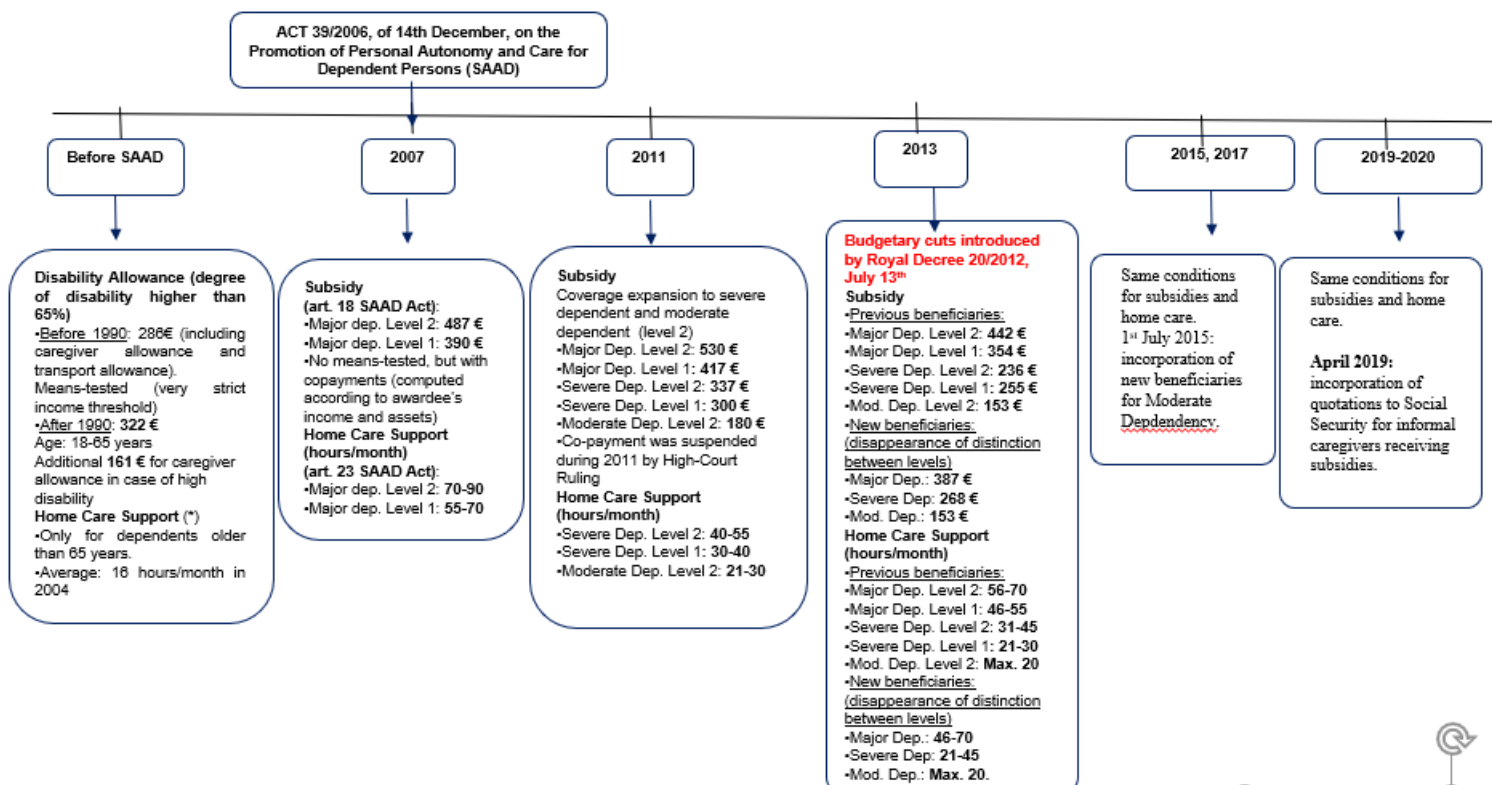 ACT 39/2006, of 14th December, on the
Promotion of Personal Autonomy and Care for
Dependent Persons (SAAD)
Before SAAD
2007
2011
2013
2015, 2017
2019-2020
Disability Allowance (degree
of disability higher than
65%)
▪Before 1990: 286€ (including
caregiver allowance and
transport allowance).
Means-tested (very strict
income threshold)
▪After 1990: 322 €
Age: 18-65 years
Additional 161 € for caregiver
allowance in case of high
disability
Home Care Support (*)
▪Only for dependents older
than 65 years.
▪Average: 16 hours/month in
2004
Subsidy
(art. 18 SAAD Act):
▪Major dep. Level 2: 487 €
▪Major dep. Level 1: 390 €
▪No means-tested, but with
copayments (computed
according to awardee's
income and assets)
Home Care Support
(hours/month)
(art. 23 SAAD Act):
▪Major dep. Level 2: 70-90
▪Major dep. Level 1: 55-70
Subsidy
Coverage expansion to severe
dependent and moderate
dependent (level 2)
▪Major Dep. Level 2: 530 €
▪Major Dep. Level 1: 417 €
▪Severe Dep. Level 2: 337 €
▪Severe Dep. Level 1: 300 €
▪Moderate Dep. Level 2: 180 €
▪Co-payment was suspended
during 2011 by High-Court
Ruling
Home Care Support
(hours/month)
▪Severe Dep. Level 2: 40-55
▪Severe Dep. Level 1: 30-40
▪Moderate Dep. Level 2: 21-30
Budgetary cuts introduced
by Royal Decree 20/2012,
July 13th
Subsidy
▪Previous beneficiaries:
▪Major Dep. Level 2: 442 €
▪Major Dep. Level 1: 354 €
▪Severe Dep. Level 2: 236 €
▪Severe Dep. Level 1: 255 €
▪Mod. Dep. Level 2: 153 €
▪New beneficiaries:
(disappearance of distinction
between levels)
▪Major Dep.: 387 €
▪Severe Dep: 268 €
▪Mod. Dep.: 153 €
Home Care Support
(hours/month)
▪Previous beneficiaries:
▪Major Dep. Level 2: 56-70
▪Major Dep. Level 1: 46-55
▪Severe Dep. Level 2: 31-45
▪Severe Dep. Level 1: 21-30
▪Mod. Dep. Level 2: Max. 20
▪New beneficiaries:
(disappearance of distinction
between levels)
▪Major Dep.: 46-70
▪Severe Dep: 21-45
▪Mod. Dep.: Max. 20.
Same conditions
for subsidies and
home care.
1st July 2015:
incorporation of
new beneficiaries
for Moderate
Depdendency.
Same conditions for
subsidies and home
care.
April 2019:
incorporation of
quotations to Social
Security for informal
caregivers receiving
subsidies.